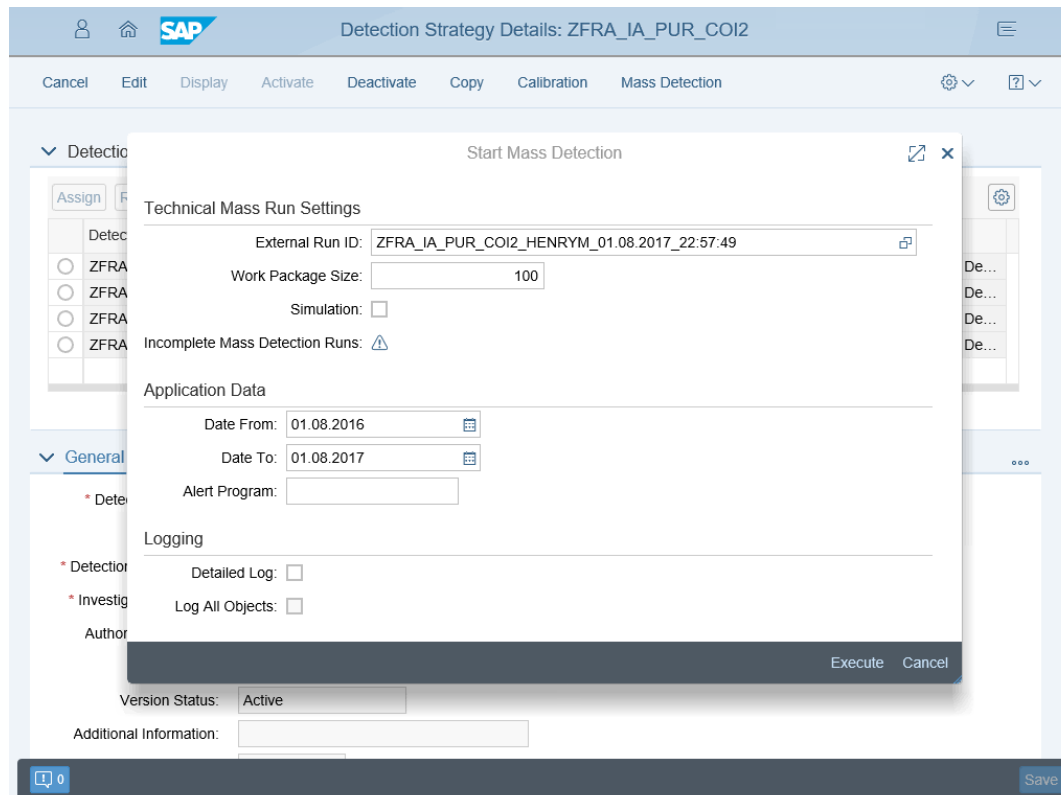 SAP Detection Strategy Details: ZFRA_IA_PUR_COI2
Cancel Edit Display Activate Deactivate Copy Calibration Mass Detection
Detectio
Start Mass Detection
Assign R
Technical Mass Run Settings
Detec
External Run ID: ZFRA_IA_PUR_COI2_HENRYM_01.08.2017_22:57:49
ZFRA De...
Work Package Size: 100
ZFRA De...
Simulation:
ZFRA De...
Incomplete Mass Detection Runs:
ZFRA De...
Application Data
Date From: 01.08.2016
Date To: 01.08.2017
General
Alert Program:
* Detec
Logging
* Detection
Detailed Log:
* Investig
Log All Objects:
Author
Execute Cancel
Version Status: Active
Additional Information:
0 Save